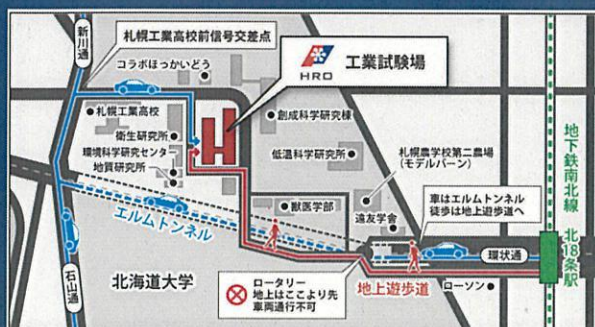 新川通
札幌工業高校前信号交差点
コラボほっかいどう
HRO
工業試験場
札幌工業高校
衛生研究所
環境科学研究センター
地質研究所
創成科学研究棟
低温科学研究所
札幌農学校第二農場
(モデルバーン)
獣医学部
遠友学舎
車はエルムトンネル
徒歩は地上遊歩道へ
エルムトンネル
環状通
石山通
北海道大学
ロータリー
地上はここより先
車両通行不可
地上遊歩道
ローソン
地下鉄南北線 北18条駅